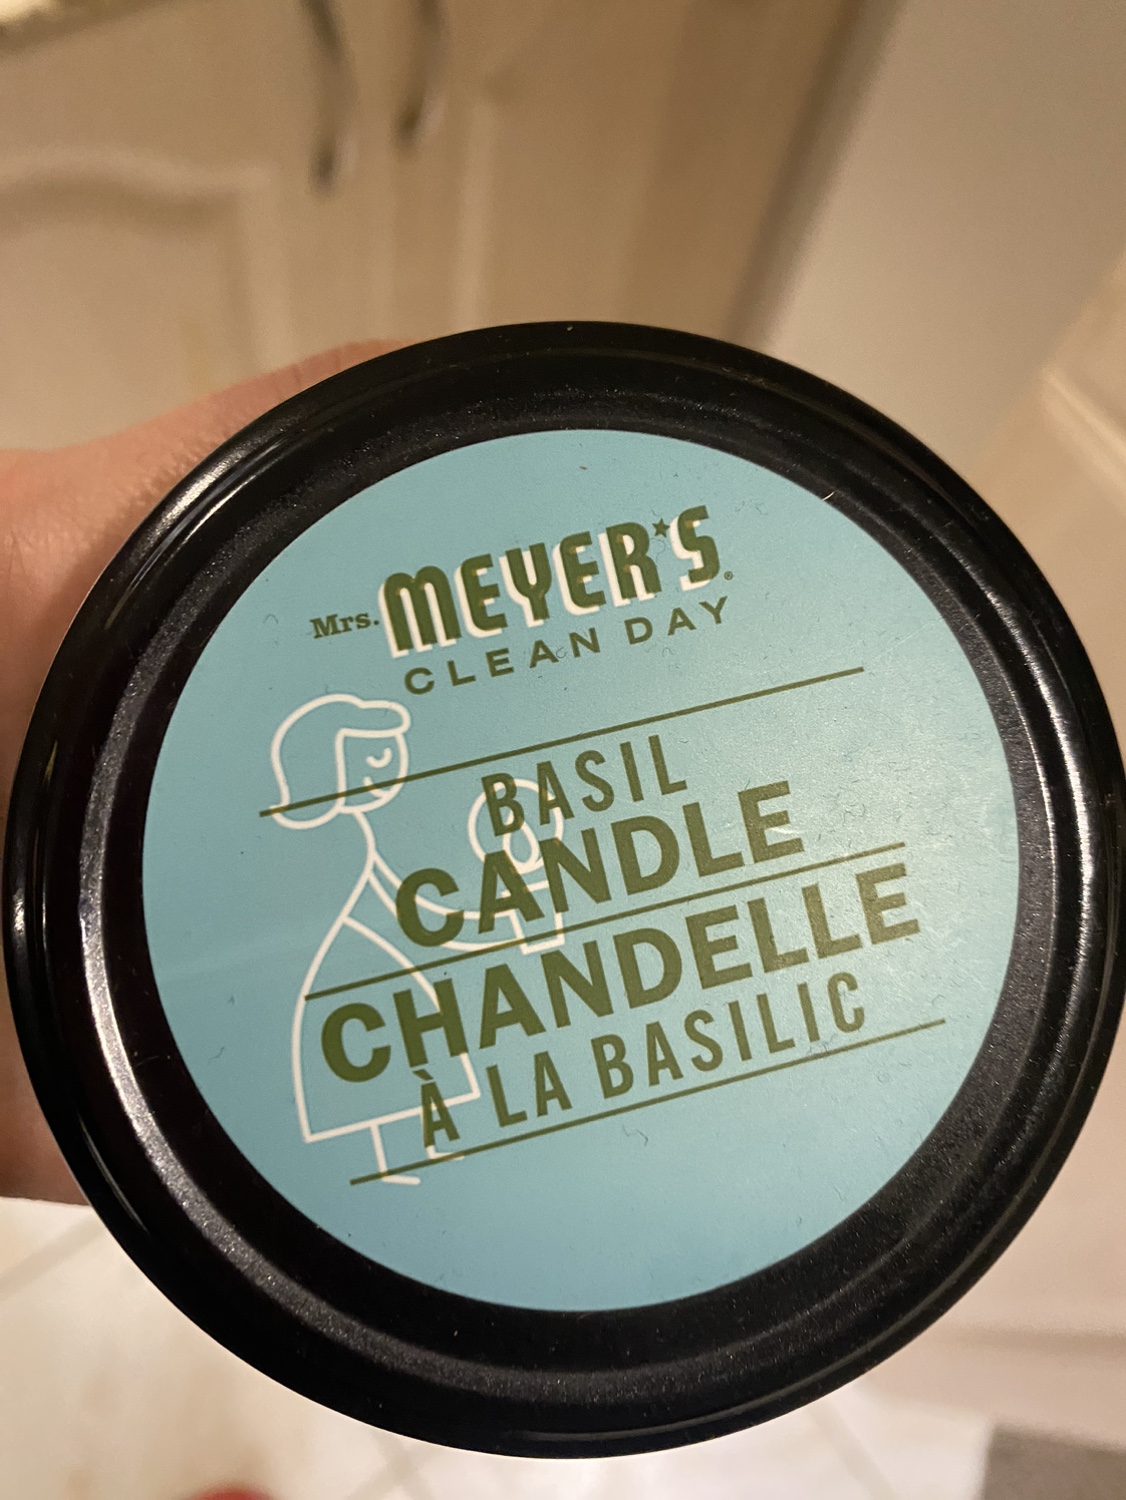 Mrs. MEYER'S®
CLEAN DAY
BASIL
CANDLE
CHANDELLE
À LA BASILIC